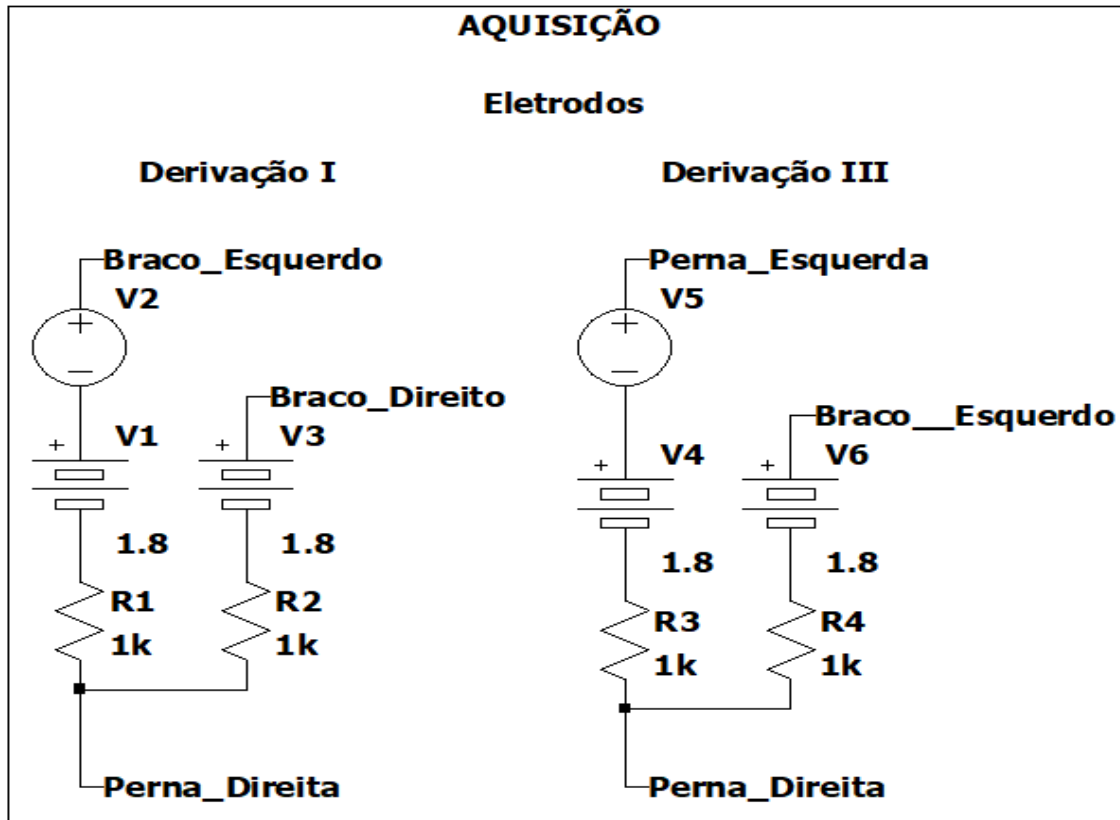 AQUISIÇÃO
Eletrodos
Derivação I
Braco_Esquerdo
V2
+
Braco_Direito
+
V1
+
V3
1.8
1.8
R1
1k
R2
1k
Perna_Direita
Derivação III
Perna_Esquerda
V5
+
Braco__Esquerdo
+
V4
+
V6
1.8
1.8
R3
1k
R4
1k
Perna_Direita